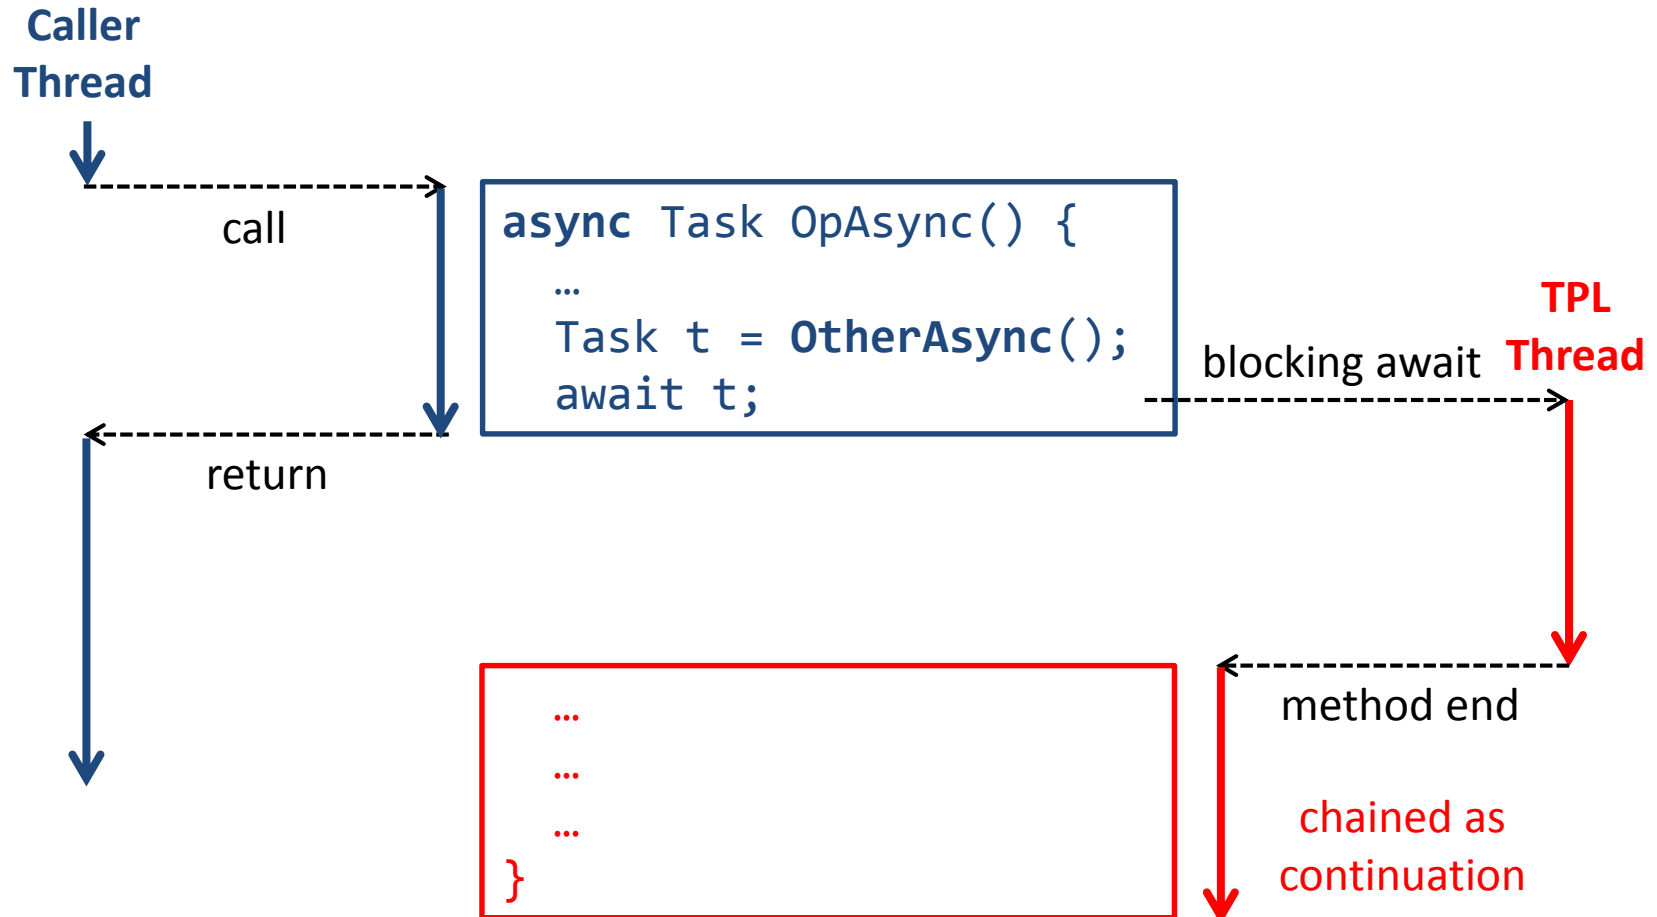 Caller
Thread
call
async Task OpAsync() {
…
Task t = OtherAsync();
await t;
TPL
Thread
blocking await
return
method end
…
…
…
}
chained as
continuation